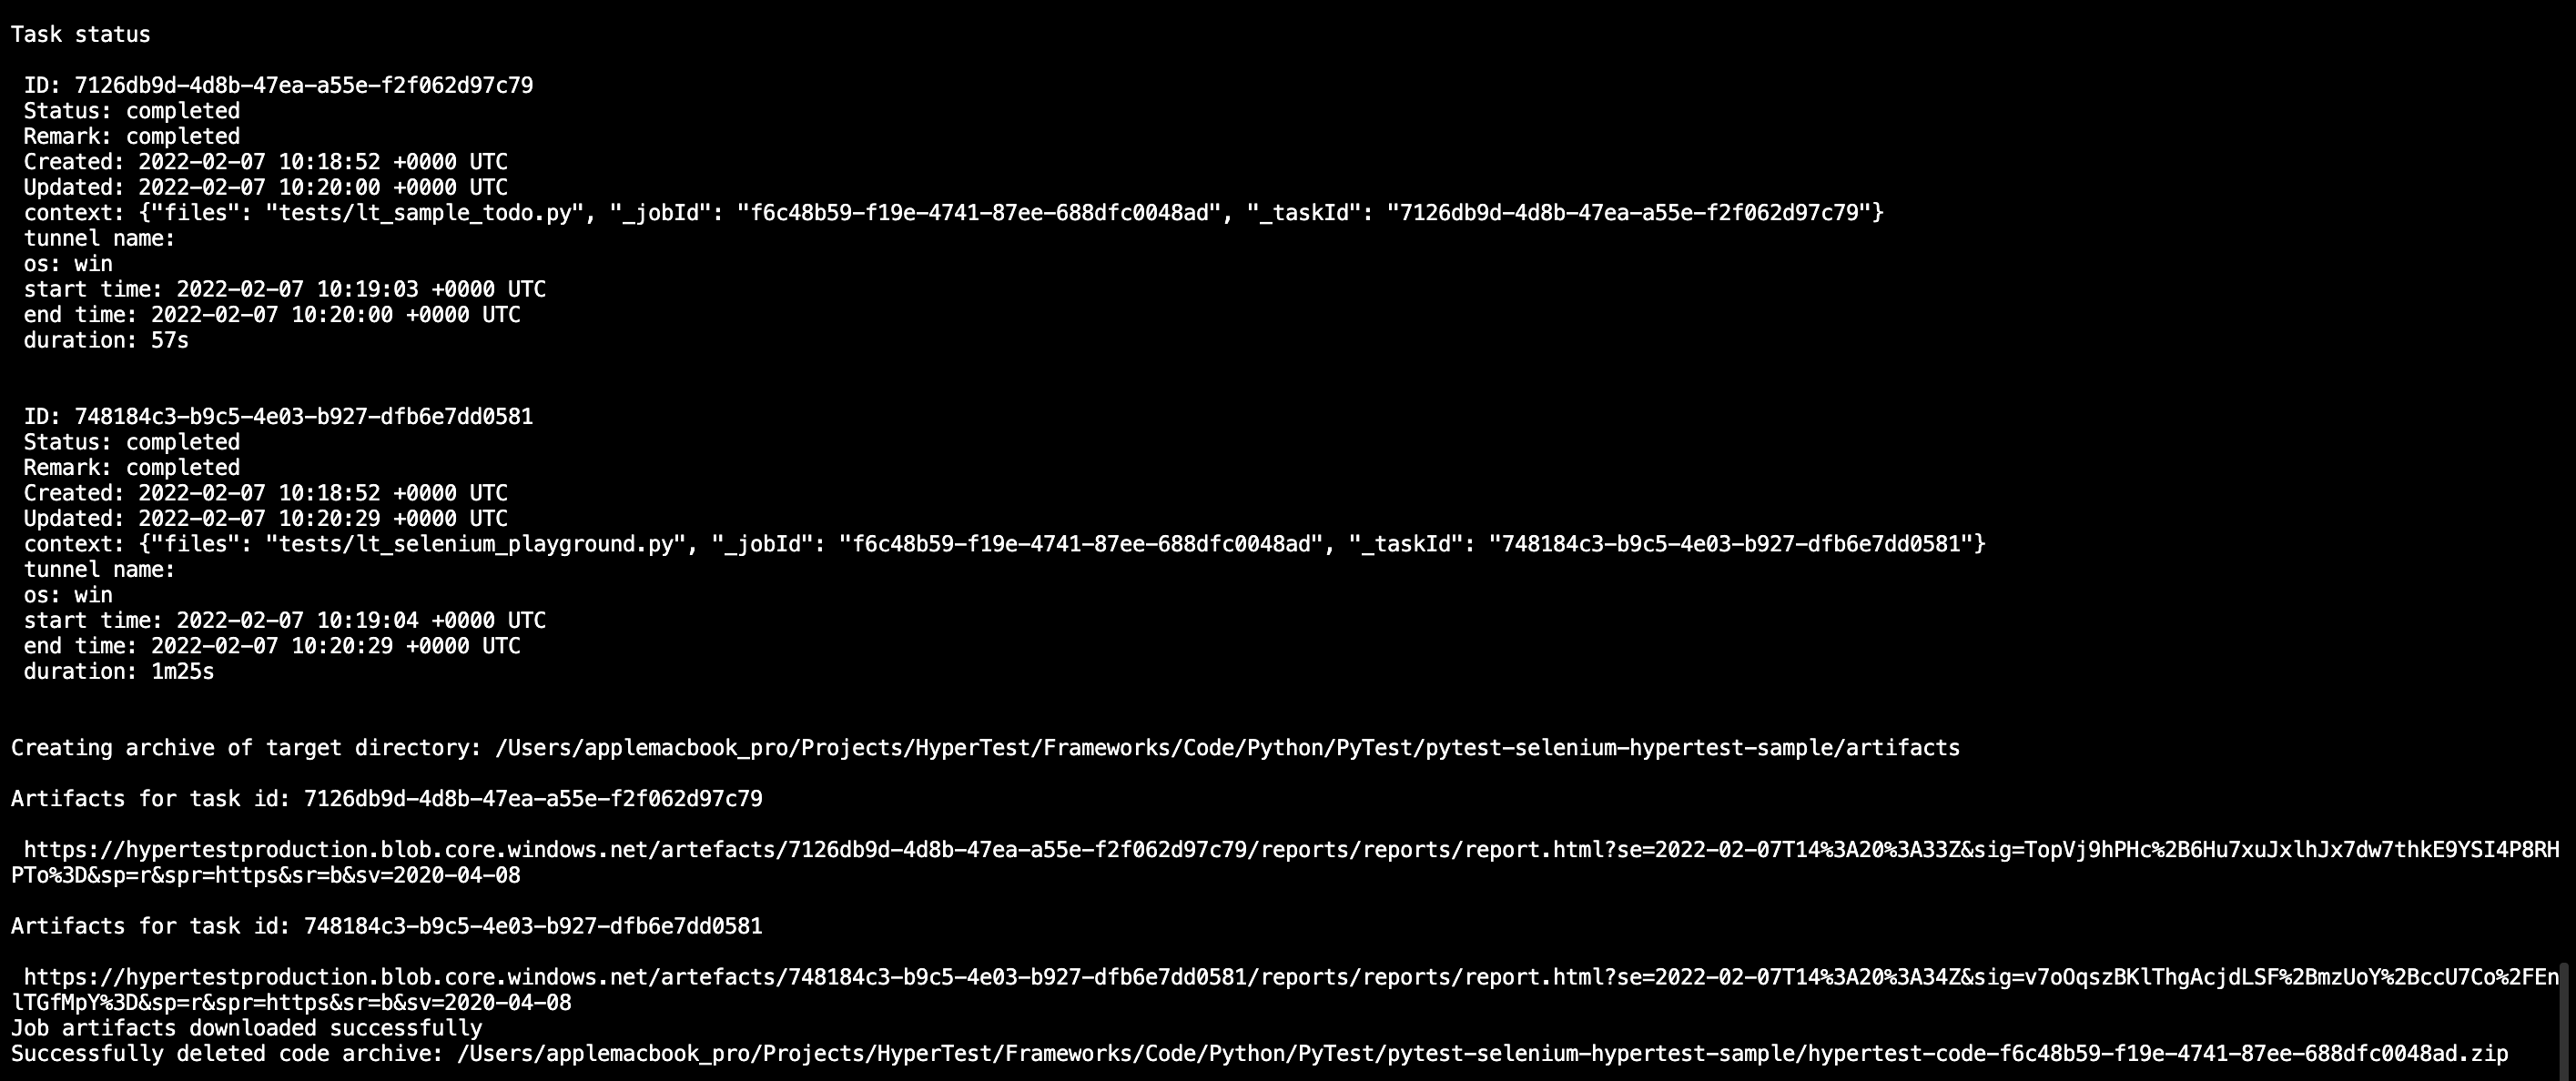 Task status
ID: 7126db9d-4d8b-47ea-a55e-f2f062d97c79
Status: completed
Remark: completed
Created: 2022-02-07 10:18:52 +0000 UTC
Updated: 2022-02-07 10:20:00 +0000 UTC
context: {"files": "tests/lt_sample_todo.py", "_jobId": "f6c48b59-f19e-4741-87ee-688dfc0048ad", "_taskId": "7126db9d-4d8b-47ea-a55e-f2f062d97c79"}
tunnel name:
os: win
start time: 2022-02-07 10:19:03 +0000 UTC
end time: 2022-02-07 10:20:00 +0000 UTC
duration: 57s
ID: 748184c3-b9c5-4e03-b927-dfb6e7dd0581
Status: completed
Remark: completed
Created: 2022-02-07 10:18:52 +0000 UTC
Updated: 2022-02-07 10:20:29 +0000 UTC
context: {"files": "tests/lt_selenium_playground.py", "_jobId": "f6c48b59-f19e-4741-87ee-688dfc0048ad", "_taskId": "748184c3-b9c5-4e03-b927-dfb6e7dd0581"}
tunnel name:
os: win
start time: 2022-02-07 10:19:04 +0000 UTC
end time: 2022-02-07 10:20:29 +0000 UTC
duration: 1m25s
Creating archive of target directory: /Users/applemacbook_pro/Projects/HyperTest/Frameworks/Code/Python/PyTest/pytest-selenium-hypertest-sample/artifacts
Artifacts for task id: 7126db9d-4d8b-47ea-a55e-f2f062d97c79
https://hypertestproduction.blob.core.windows.net/artefacts/7126db9d-4d8b-47ea-a55e-f2f062d97c79/reports/reports/report.html?se=2022-02-07T14%3A20%3A33Z&sig=TopVj9hPHc%2B6Hu7xuJxlhJx7dw7thkE9YSI4P8RH
PTo%3D&sp=r&spr=https&sr=b&sv=2020-04-08
Artifacts for task id: 748184c3-b9c5-4e03-b927-dfb6e7dd0581
https://hypertestproduction.blob.core.windows.net/artefacts/748184c3-b9c5-4e03-b927-dfb6e7dd0581/reports/reports/report.html?se=2022-02-07T14%3A20%3A34Z&sig=v7oOqszBKlThgAcjdLSF%2BmzUoY%2BccU7Co%2FEn
lTGfMpY%3D&sp=r&spr=https&sr=b&sv=2020-04-08
Job artifacts downloaded successfully
Successfully deleted code archive: /Users/applemacbook_pro/Projects/HyperTest/Frameworks/Code/Python/PyTest/pytest-selenium-hypertest-sample/hypertest-code-f6c48b59-f19e-4741-87ee-688dfc0048ad.zip